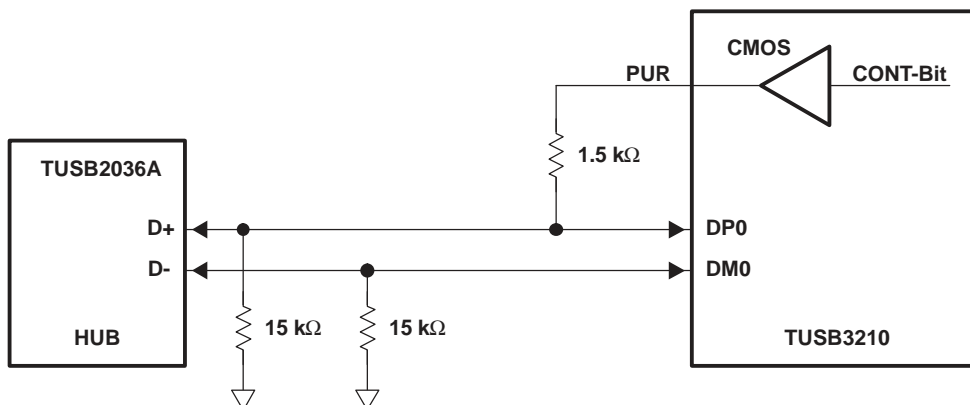 CMOS
PUR
CONT-Bit
1.5 kΩ
TUSB2036A
D+
DP0
D-
DM0
15 kΩ
15 kΩ
HUB
TUSB3210